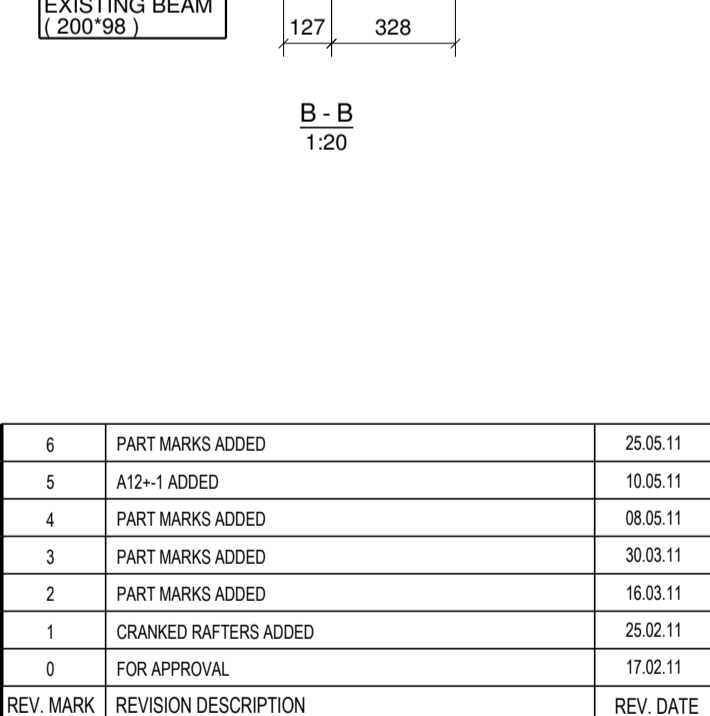 EXISTING BEAM
( 200*98 )
127 328
B - B
1:20
6 PART MARKS ADDED 25.05.11
5 A12+-1 ADDED 10.05.11
4 PART MARKS ADDED 08.05.11
3 PART MARKS ADDED 30.03.11
2 PART MARKS ADDED 16.03.11
1 CRANKED RAFTERS ADDED 25.02.11
0 FOR APPROVAL 17.02.11
REV. MARK REVISION DESCRIPTION REV. DATE